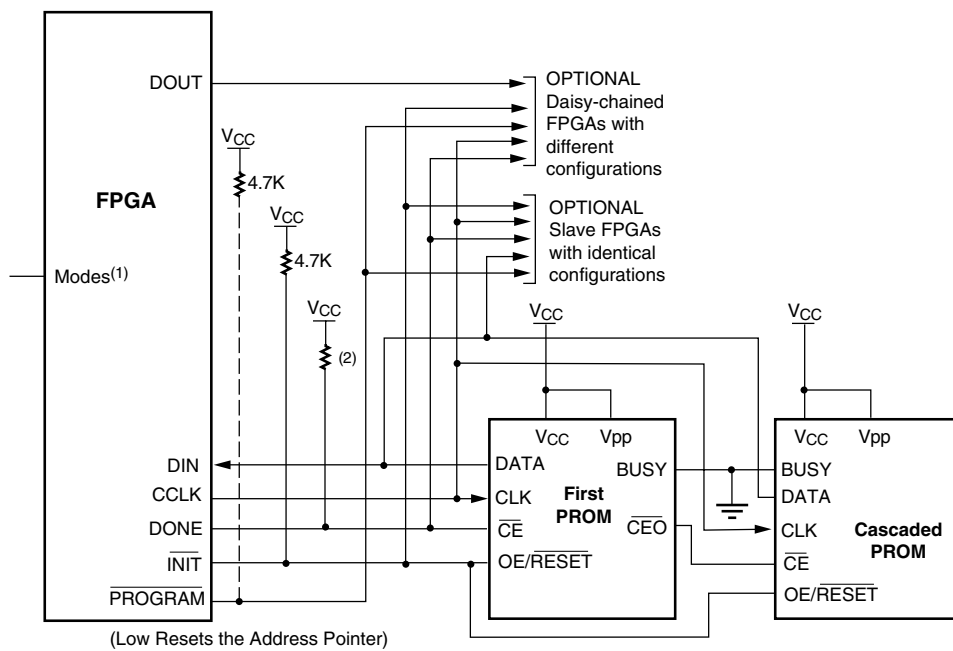 FPGA
DOUT
Modes(1)
DIN
CCLK
DONE
INIT
PROGRAM
(Low Resets the Address Pointer)
VCC
4.7K
VCC
4.7K
VCC
(2)
OPTIONAL
Daisy-chained
FPGAs with
different
configurations
OPTIONAL
Slave FPGAs
with identical
configurations
VCC
VCC
Vpp
DATA
BUSY
CLK
First
PROM
CE
CEO
OE/RESET
VCC
VCC
Vpp
BUSY
DATA
CLK
Cascaded
PROM
CE
OE/RESET